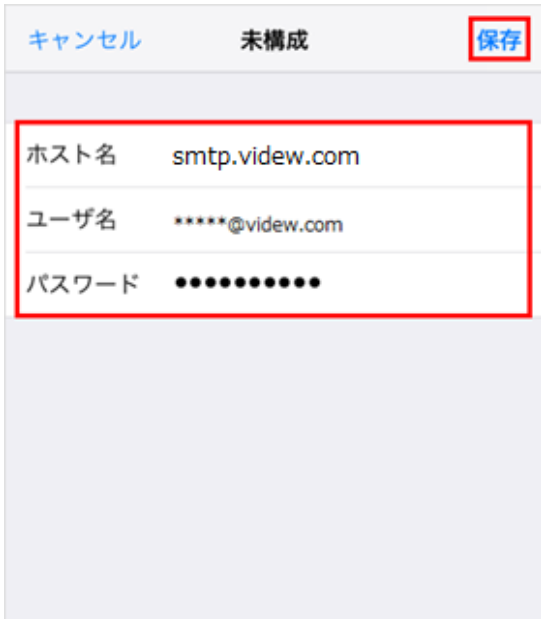 キャンセル 未構成 保存
ホスト名 smtp.videw.com
ユーザ名 *****@videw.com
パスワード ●●●●●●●●●●